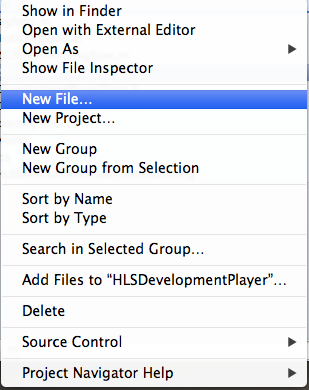 Show in Finder
Open with External Editor
Open As
Show File Inspector
New File...
New Project...
New Group
New Group from Selection
Sort by Name
Sort by Type
Search in Selected Group...
Add Files to “HLSDevelopmentPlayer”...
Delete
Source Control
Project Navigator Help